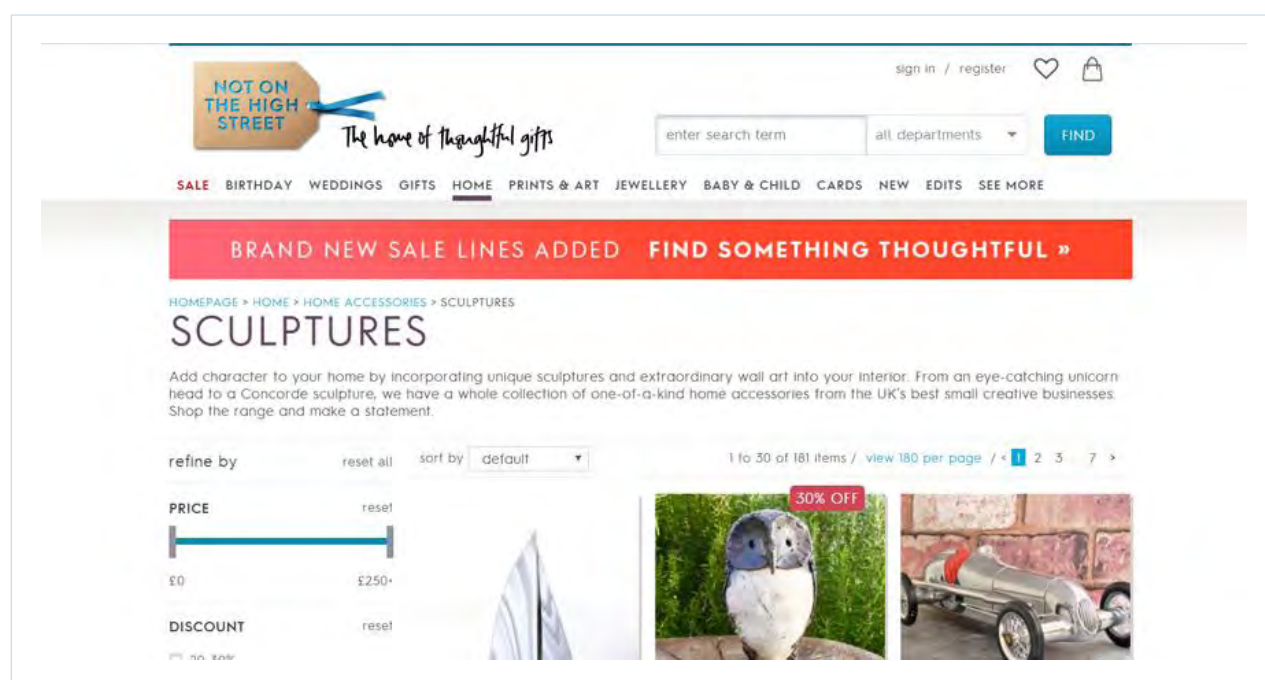 sign in / register
NOT ON
THE HIGH
STREET
The home of thoughtful gifts
enter search term
all departments
FIND
SALE BIRTHDAY WEDDINGS GIFTS HOME PRINTS & ART JEWELLERY BABY & CHILD CARDS NEW EDITS SEE MORE
BRAND NEW SALE LINES ADDED FIND SOMETHING THOUGHTFUL »
HOMEPAGE > HOME > HOME ACCESSORIES > SCULPTURES
SCULPTURES
Add character to your home by incorporating unique sculptures and extraordinary wall art into your interior. From an eye-catching unicorn
head to a Concorde sculpture, we have a whole collection of one-of-a-kind home accessories from the UK's best small creative businesses.
Shop the range and make a statement.
refine by reset all sort by default 1 to 30 of 181 items / view 180 per page / < 1 2 3 . 7 >
30% OFF
PRICE reset
£0 £250+
DISCOUNT reset
20-30%